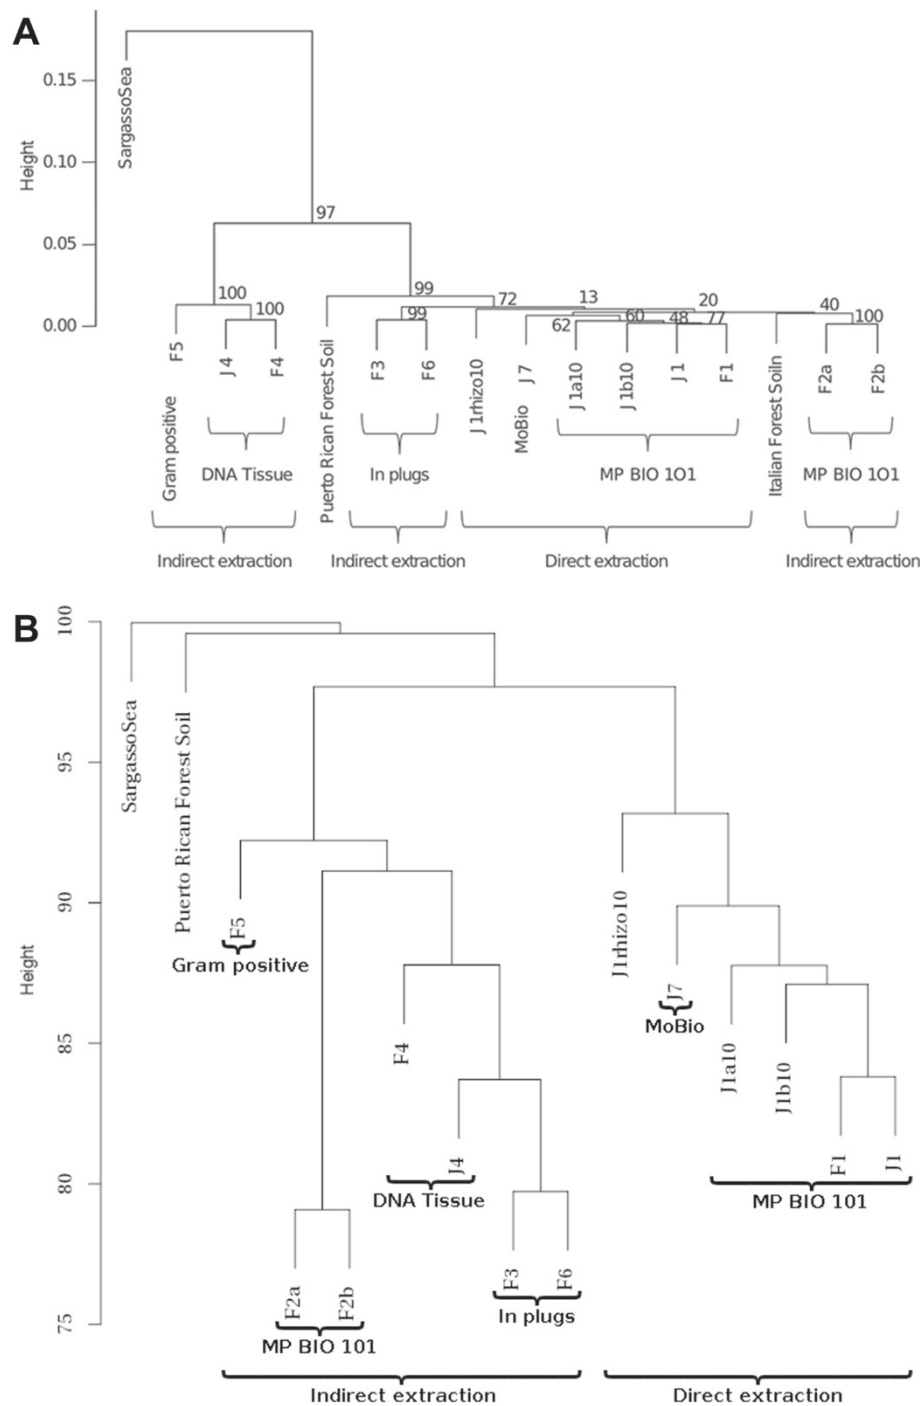 A
Height
0.15
0.10
0.05
0.00
SargassoSea
97
100
100
99
99
72
13
20
40
62
60
48
77
100
F5
J 4
F4
Puerto Rican Forest Soil
F3
F6
J 1rhizo10
J 7
J 1a10
J 1b10
J 1
F1
Italian Forest Soiln
F2a
F2b
Gram positive
DNA Tissue
In plugs
MoBio
MP BIO 1O1
MP BIO 1O1
Indirect extraction
Indirect extraction
Direct extraction
Indirect extraction
B
Height
100
95
90
85
80
75
SargassoSea
Puerto Rican Forest Soil
F5
Gram positive
J1rhizo10
J7
MoBio
F4
J1a10
J1b10
J4
DNA Tissue
F1
J1
MP BIO 101
F2a
F2b
MP BIO 101
F3
F6
In plugs
Indirect extraction
Direct extraction